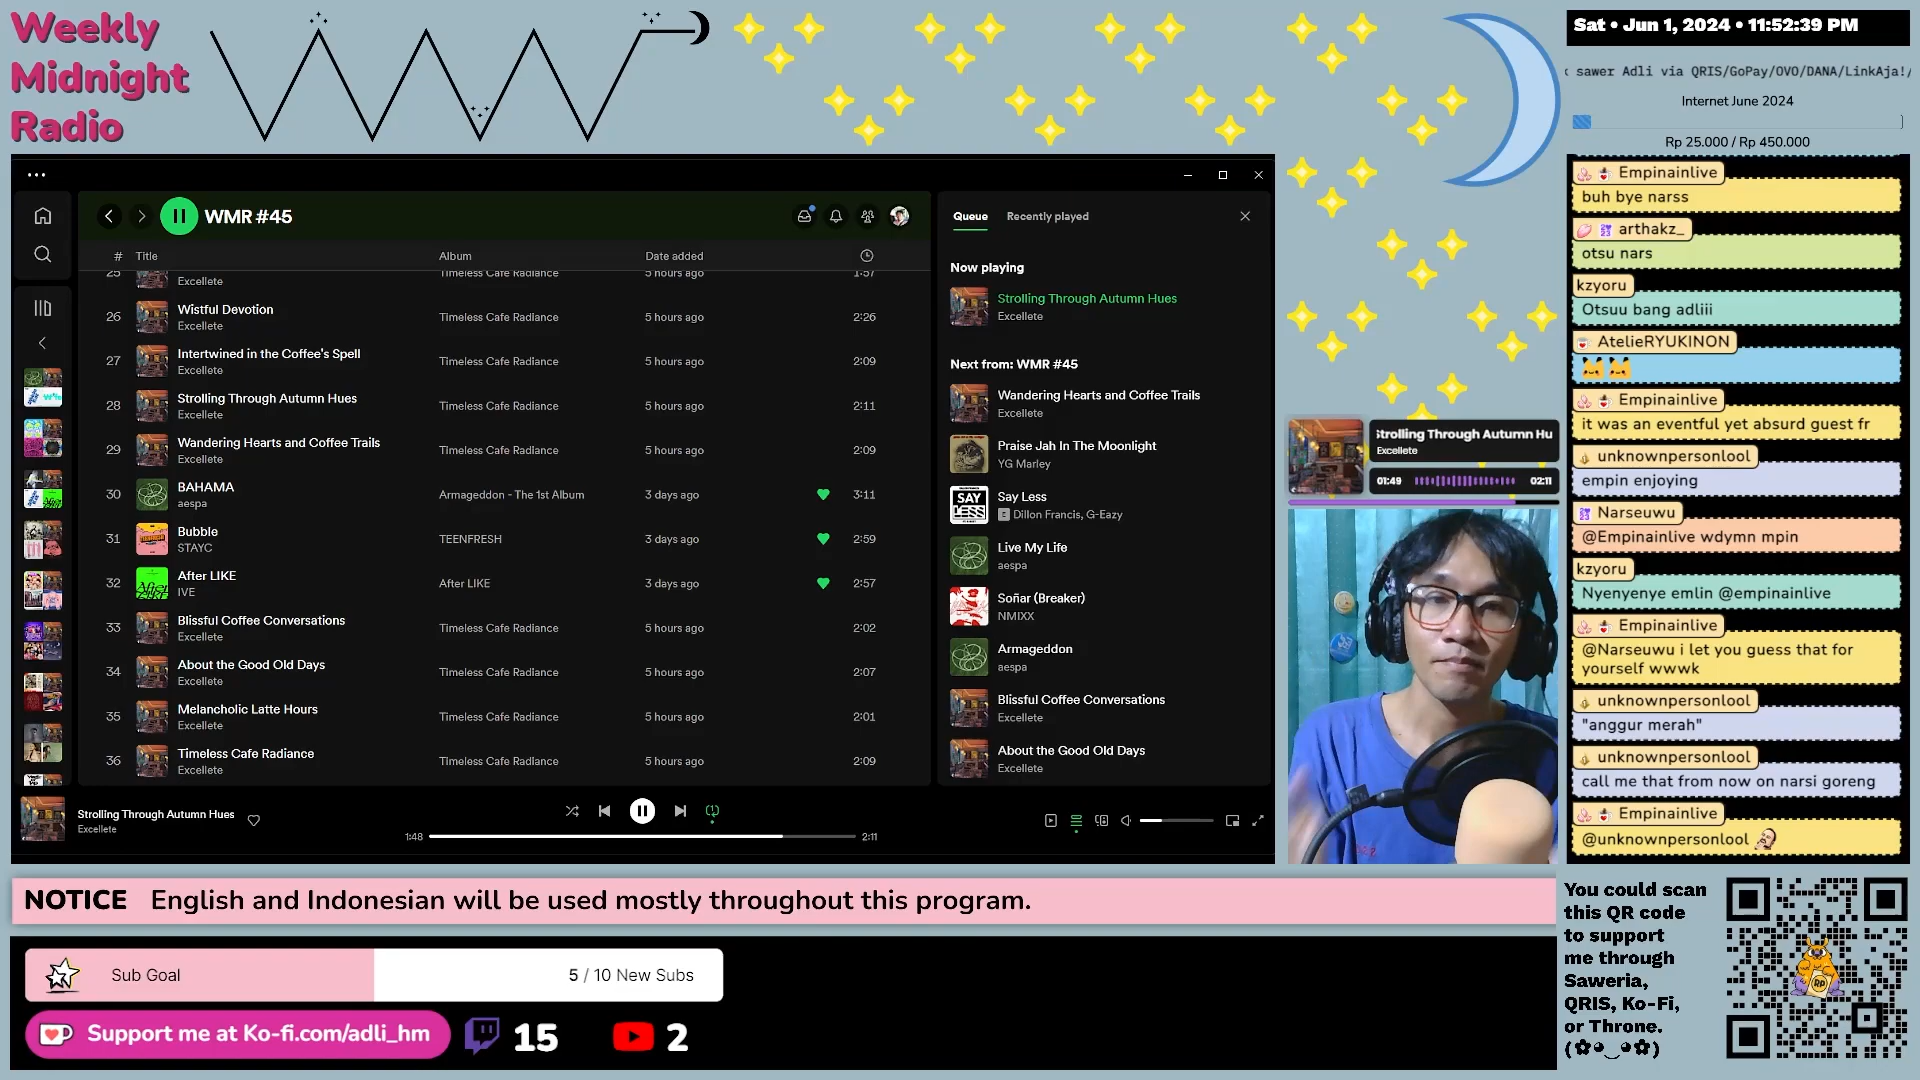 Weekly
Midnight
Radio
Sat • Jun 1, 2024 • 11:52:39 PM
sawer Adli via QRIS/GoPay/OVO/DANA/LinkAja!/
Internet June 2024
Rp 25.000 / Rp 450.000
WMR #45
# Title Album Date added
25 Excellete Timeless Cafe Radiance 5 hours ago 1:57
26 Wistful Devotion Timeless Cafe Radiance 5 hours ago 2:26
Excellete
27 Intertwined in the Coffee's Spell Timeless Cafe Radiance 5 hours ago 2:09
Excellete
28 Strolling Through Autumn Hues Timeless Cafe Radiance 5 hours ago 2:11
Excellete
29 Wandering Hearts and Coffee Trails Timeless Cafe Radiance 5 hours ago 2:09
Excellete
30 BAHAMA Armageddon - The 1st Album 3 days ago 3:11
aespa
31 Bubble TEENFRESH 3 days ago 2:59
STAYC
32 After LIKE After LIKE 3 days ago 2:57
IVE
33 Blissful Coffee Conversations Timeless Cafe Radiance 5 hours ago 2:02
Excellete
34 About the Good Old Days Timeless Cafe Radiance 5 hours ago 2:07
Excellete
35 Melancholic Latte Hours Timeless Cafe Radiance 5 hours ago 2:01
Excellete
36 Timeless Cafe Radiance Timeless Cafe Radiance 5 hours ago 2:09
Excellete
Queue Recently played
Now playing
Strolling Through Autumn Hues
Excellete
Next from: WMR #45
Wandering Hearts and Coffee Trails
Excellete
Praise Jah In The Moonlight
YG Marley
SAY
LESS
Say Less
E Dillon Francis, G-Eazy
Live My Life
aespa
Soñar (Breaker)
NMIXX
Armageddon
aespa
Blissful Coffee Conversations
Excellete
About the Good Old Days
Excellete
Strolling Through Autumn Hues
Excellete
1:48 2:11
Strolling Through Autumn Hu
Excellete
01:49 02:11
Empinainlive
buh bye narss
arthakz_
otsu nars
kzyoru
Otsuu bang adliii
AtelieRYUKINON
Empinainlive
it was an eventful yet absurd guest fr
unknownpersonlool
empin enjoying
Narseuwu
@Empinainlive wdymn mpin
kzyoru
Nyenyenye emlin @empinainlive
Empinainlive
@Narseuwu i let you guess that for
yourself wwwk
unknownpersonlool
"anggur merah"
unknownpersonlool
call me that from now on narsi goreng
Empinainlive
@unknownpersonlool
NOTICE English and Indonesian will be used mostly throughout this program.
Sub Goal 5 / 10 New Subs
Support me at Ko-fi.com/adli_hm
15
2
You could scan
this QR code
to support
me through
Saweria,
QRIS, Ko-Fi,
or Throne.
(✿◕‿◕✿)
RP